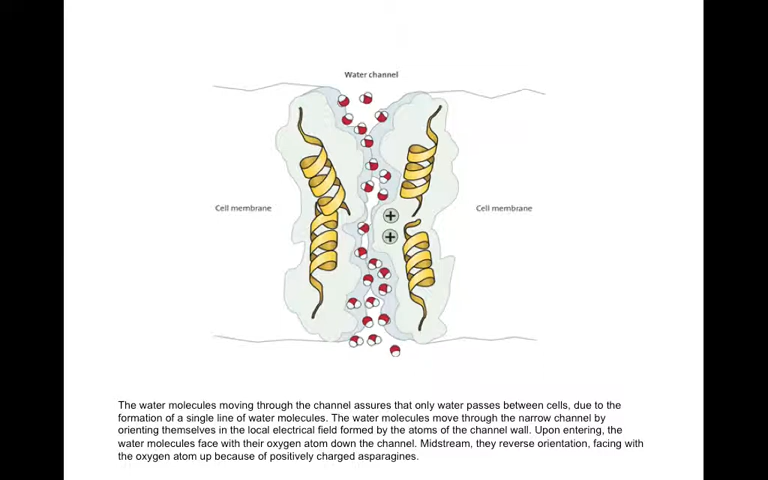 Water channel
Cell membrane
Cell membrane
+
+
The water molecules moving through the channel assures that only water passes between cells, due to the
formation of a single line of water molecules. The water molecules move through the narrow channel by
orienting themselves in the local electrical field formed by the atoms of the channel wall. Upon entering, the
water molecules face with their oxygen atom down the channel. Midstream, they reverse orientation, facing with
the oxygen atom up because of positively charged asparagines.